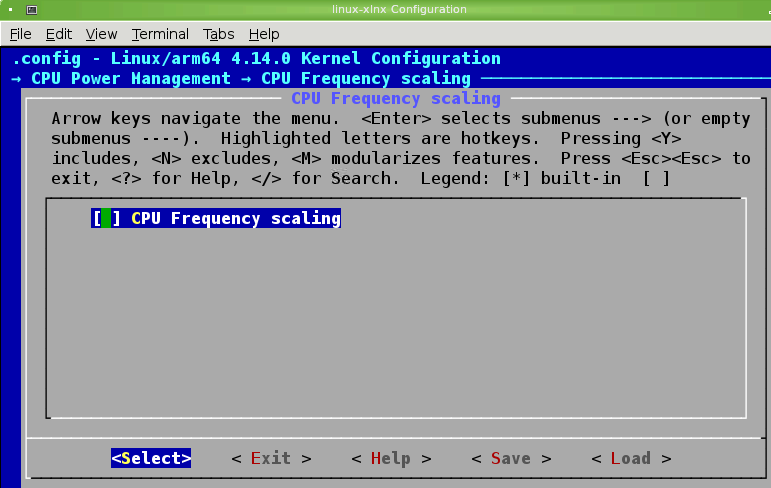 linux-xlnx Configuration
File Edit View Terminal Tabs Help
.config - Linux/arm64 4.14.0 Kernel Configuration
→ CPU Power Management → CPU Frequency scaling
CPU Frequency scaling
Arrow keys navigate the menu. <Enter> selects submenus ---> (or empty
submenus ----). Highlighted letters are hotkeys. Pressing <Y>
includes, <N> excludes, <M> modularizes features. Press <Esc><Esc> to
exit, <?> for Help, </> for Search. Legend: [*] built-in [ ]
[ ] CPU Frequency scaling
<Select> < Exit > < Help > < Save > < Load >